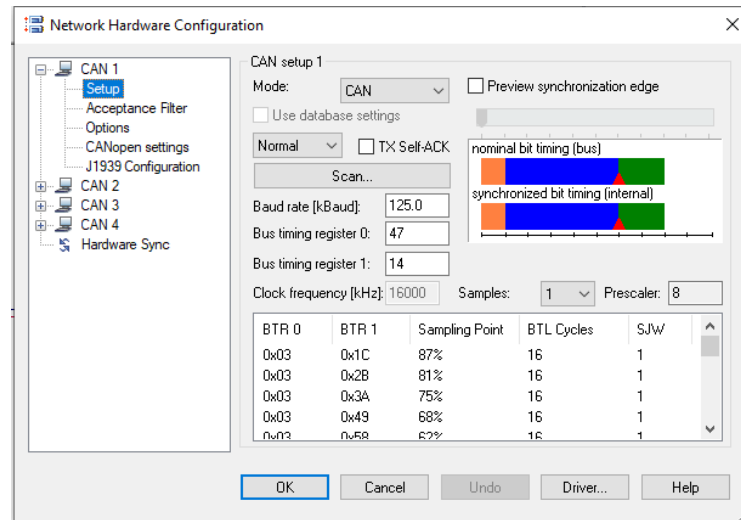 Network Hardware Configuration
CAN 1
Setup
Acceptance Filter
Options
CANopen settings
J1939 Configuration
CAN 2
CAN 3
CAN 4
Hardware Sync
CAN setup 1
Mode: CAN
Preview synchronization edge
Use database settings
Normal TX Self-ACK
Scan...
nominal bit timing (bus)
synchronized bit timing (internal)
Baud rate [kBaud]: 125.0
Bus timing register 0: 47
Bus timing register 1: 14
Clock frequency [kHz]: 16000 Samples: 1 Prescaler: 8
BTR 0 BTR 1 Sampling Point BTL Cycles SJW
0x03 0x1C 87% 16 1
0x03 0x2B 81% 16 1
0x03 0x3A 75% 16 1
0x03 0x49 68% 16 1
0x03 0x58 62% 16 1
OK Cancel Undo Driver... Help